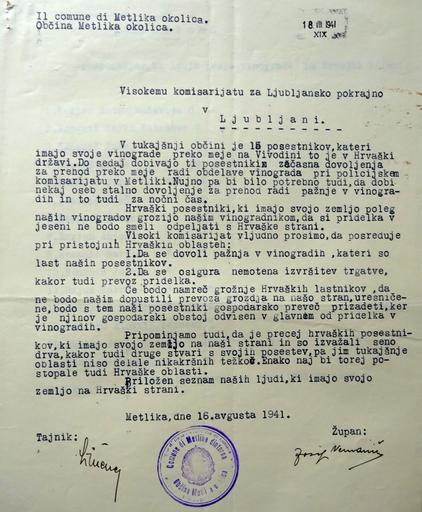 Il comune di Metlika okolica.
Občina Metlika okolica.
18 VIII 1941
XIX
Visokemu komisarijatu za Ljubljansko pokrajno
v
Ljubljani.
V tukajšnji občini je 15 posestnikov, kateri
imajo svoje vinograde preko meje na Vivodini to je v Hrvaški
državi. Do sedaj dobivajo ti posestniki začasna dovoljenja
za prehod preko meje radi obdelave vinograda pri policijskem
komisarijatu v Metliki. Nujno pa bi bilo potrebno tudi, da dobi
nekaj oseb stalno dovoljenje za prehod radi pažnje v vinogra-
dih in to tudi za nočni čas.
Hrvaški posestniki, ki imajo svojo zemljo poleg
naših vinogradov grozijo našim vinogradnikom, da si pridelka v
jeseni ne bodo smeli odpeljati s Hrvaške strani.
Visoki komisarijat vljudno prosimo, da posreduje
pri pristojnih Hrvaških oblasteh;
1. Da se dovoli pažnja v vinogradih, kateri so
last naših posestnikov.
2. Da se osigura nemotena izvršitev trgatve,
kakor tudi prevoz pridelka.
Če bodo namreč grožnje Hrvaških lastnikov, da
ne bodo našim dopustili prevoza grozdja na našo stran, uresniče-
ne, bodo s tem naši posestniki gospodarsko preveč prizadeti, ker
je njihov gospodarski obstoj odvisen v glavnem od pridelka v
vinogradih.
Pripominjamo tudi, da je precej hrvaških posestni-
kov, ki imajo svojo zemljo na naši strani in so izvažali seno
drva, kakor tudi druge stvari s svojih posestev, pa jim tukajšnje
oblasti niso delale nikakršnih težkoč. Enako naj bi torej po-
stopale tudi Hrvaške oblasti.
Priložen seznam naših ljudi, ki imajo svojo
zemljo na Hrvaški strani.
Metlika, dne 16. avgusta 1941.
Tajnik:
Župan:
Comune di Metlika dintorno